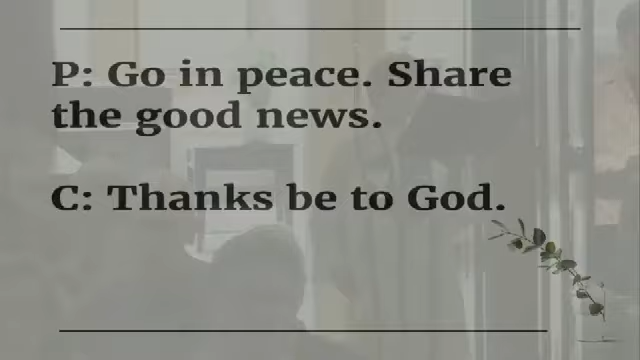 P: Go in peace. Share
the good news.
C: Thanks be to God.